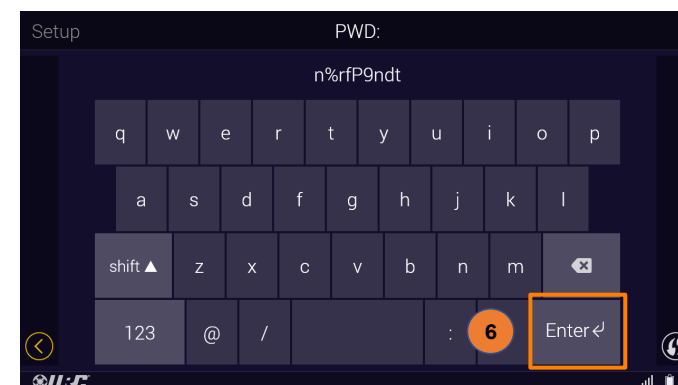 Setup
PWD:
n%rfP9ndt
q w e r t y u i o p
a s d f g h j k l
shift ▲ z x c v b n m
123 @ / : 6 Enter↵